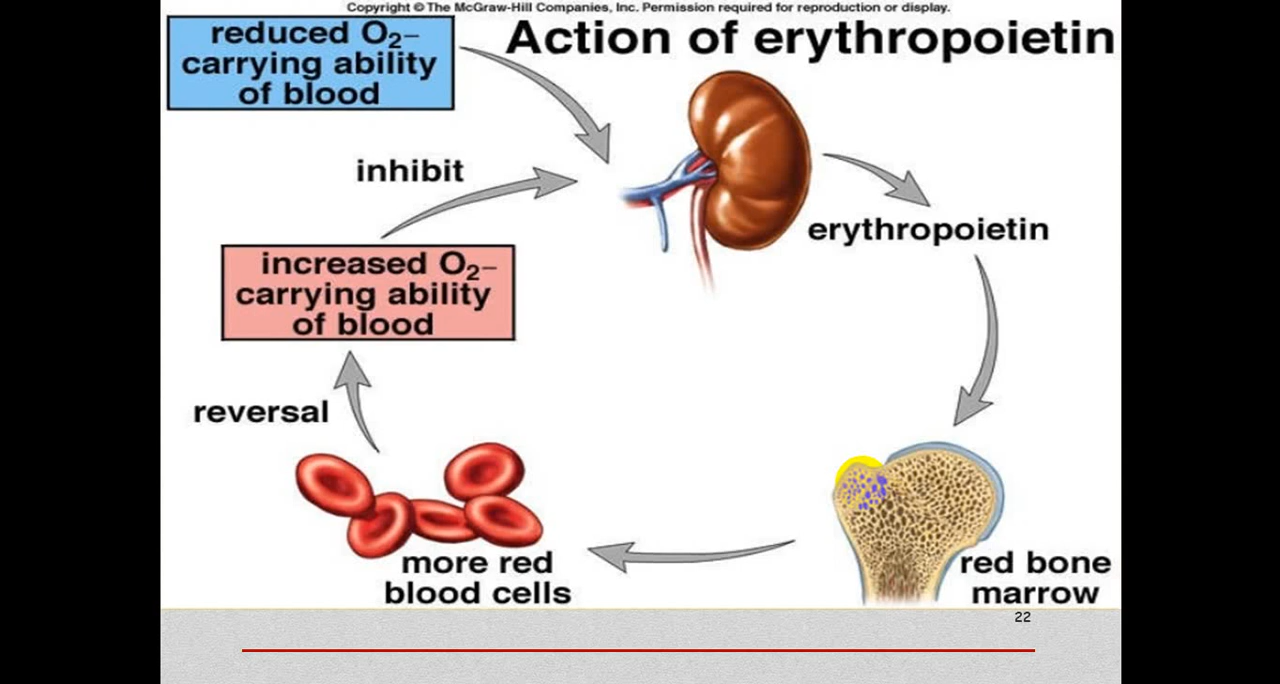 Copyright © The McGraw-Hill Companies, Inc. Permission required for reproduction or display.
Action of erythropoietin
reduced O₂–
carrying ability
of blood
inhibit
erythropoietin
increased O₂–
carrying ability
of blood
reversal
more red
blood cells
red bone
marrow
22